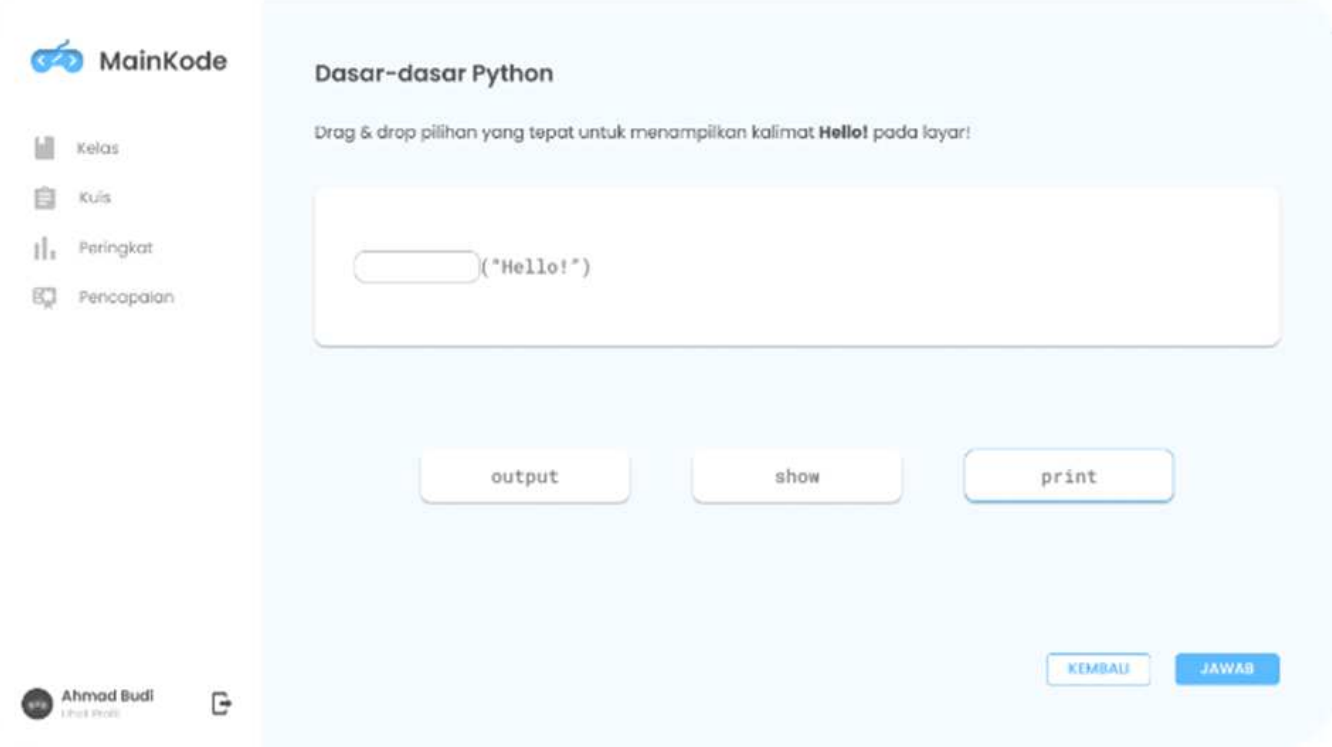 MainKode
Kelas
Kuis
Peringkat
Pencapaian
Ahmad Budi
Lihat Profil
Dasar-dasar Python
Drag & drop pilihan yang tepat untuk menampilkan kalimat Hello! pada layar!
("Hello!")
output
show
print
KEMBALI
JAWAB